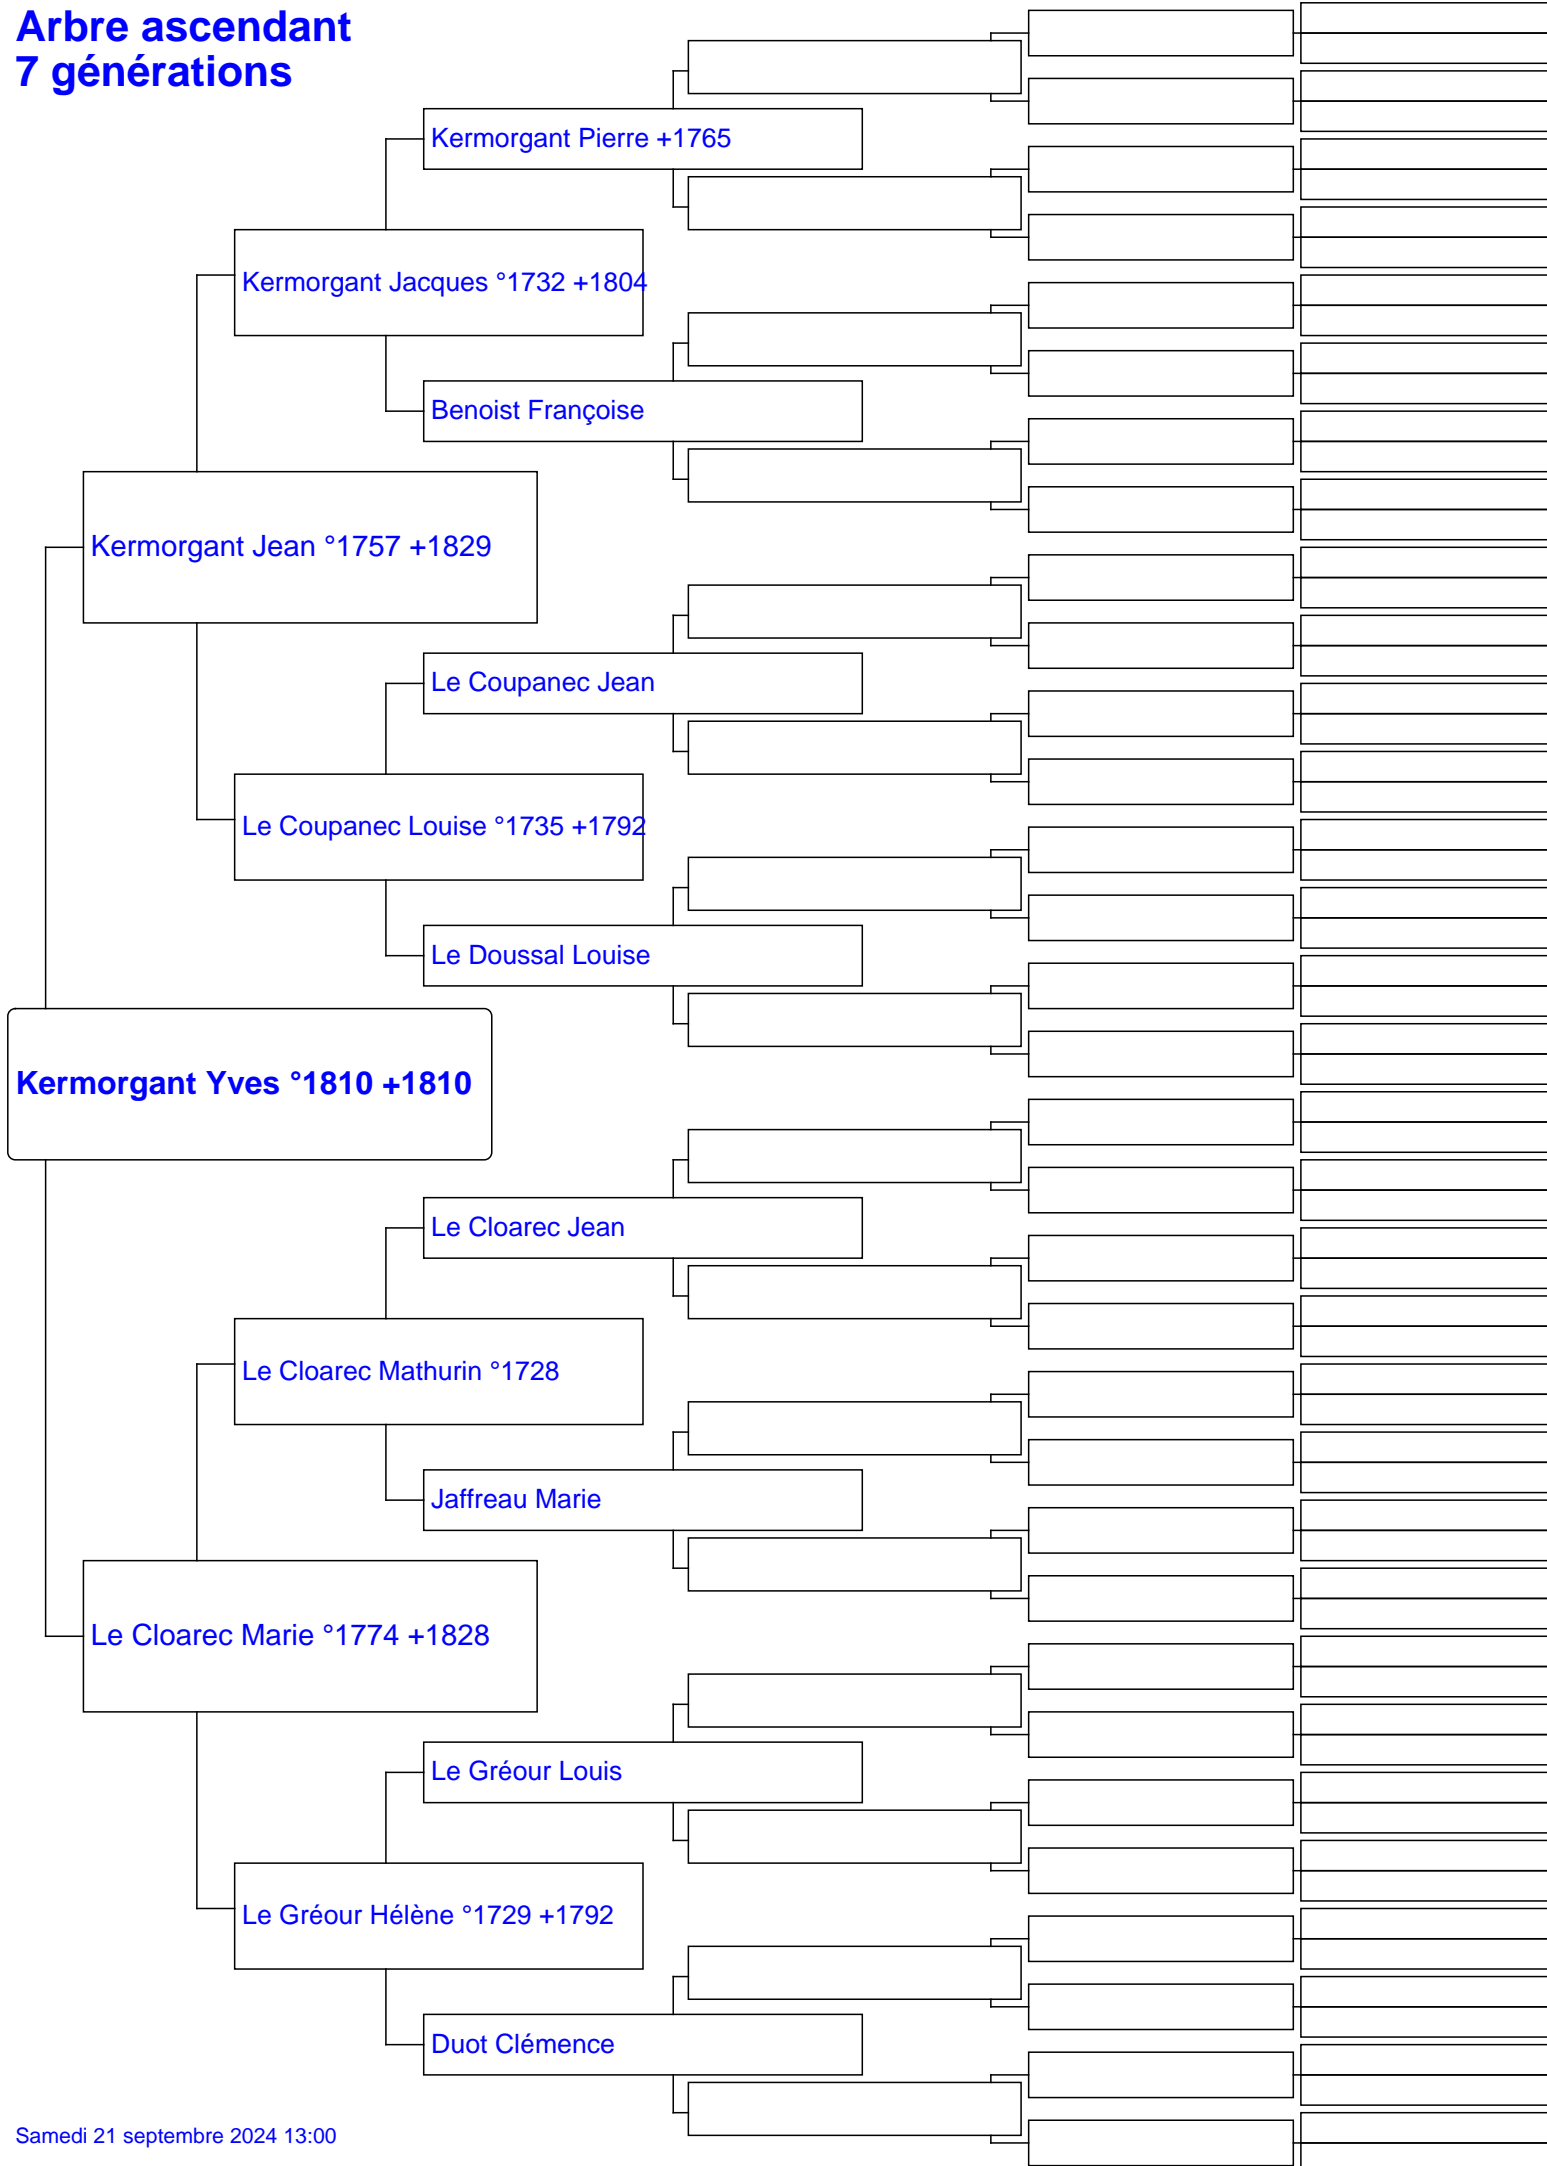 Arbre ascendant
7 générations
Kermorgant Pierre +1765
Kermorgant Jacques °1732 +1804
Benoist Françoise
Kermorgant Jean °1757 +1829
Le Coupanec Jean
Le Coupanec Louise °1735 +1792
Le Doussal Louise
Kermorgant Yves °1810 +1810
Le Cloarec Jean
Le Cloarec Mathurin °1728
Jaffreau Marie
Le Cloarec Marie °1774 +1828
Le Gréour Louis
Le Gréour Hélène °1729 +1792
Duot Clémence
Samedi 21 septembre 2024 13:00